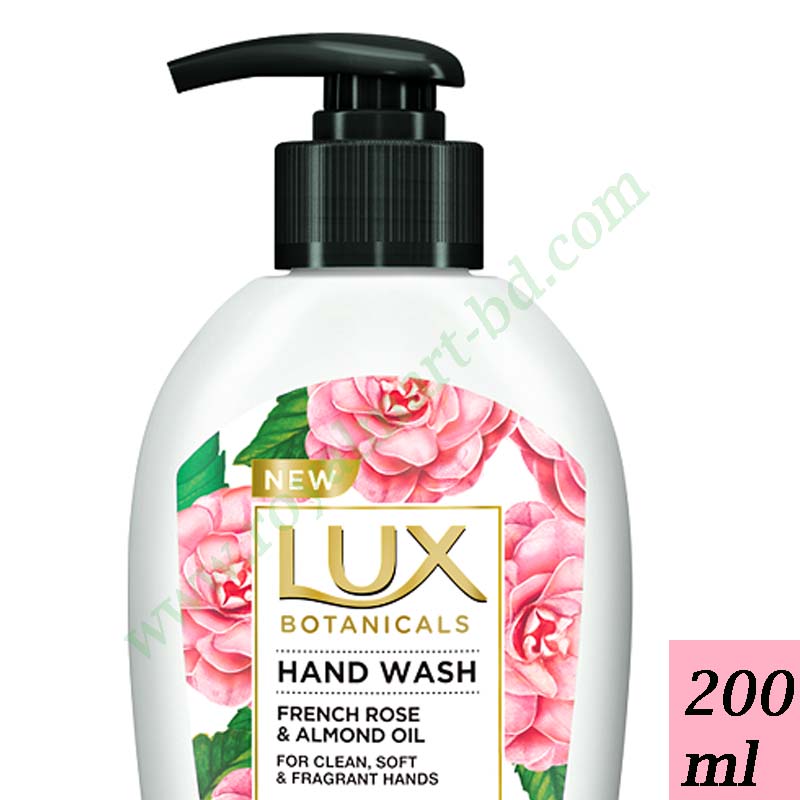 NEW
LUX
BOTANICALS
HAND WASH
FRENCH ROSE
& ALMOND OIL
FOR CLEAN, SOFT
& FRAGRANT HANDS
200
ml